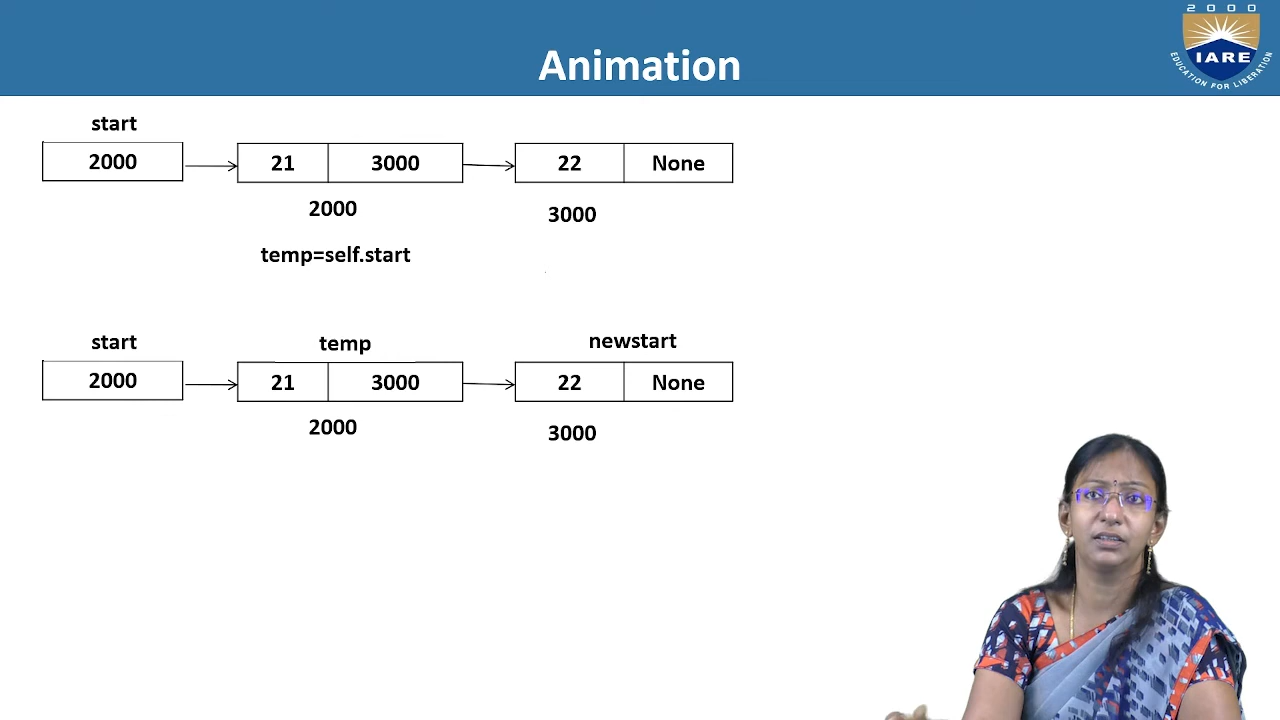 2 0 0 0
IARE
EDUCATION FOR LIBERATION
Animation
start
2000 21 3000 22 None
2000 3000
temp=self.start
start temp newstart
2000 21 3000 22 None
2000 3000